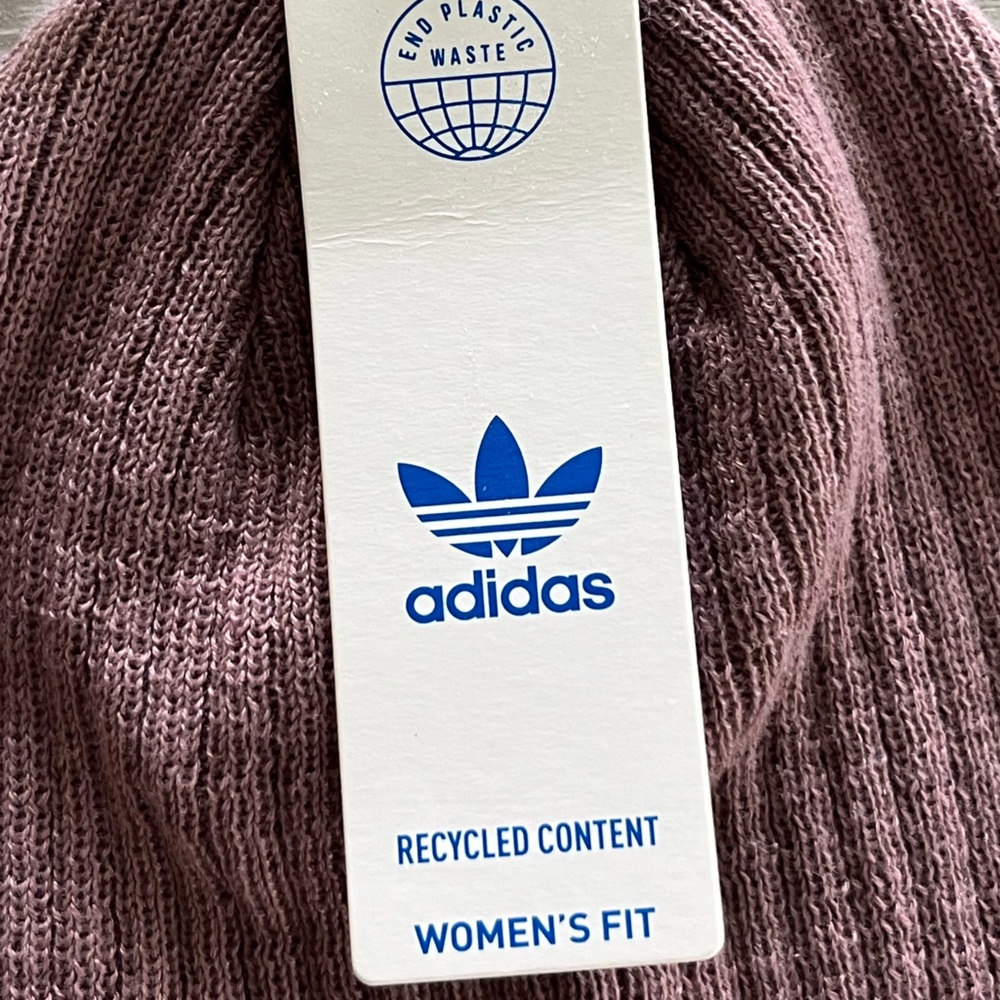 END PLASTIC
WASTE
adidas
RECYCLED CONTENT
WOMEN'S FIT